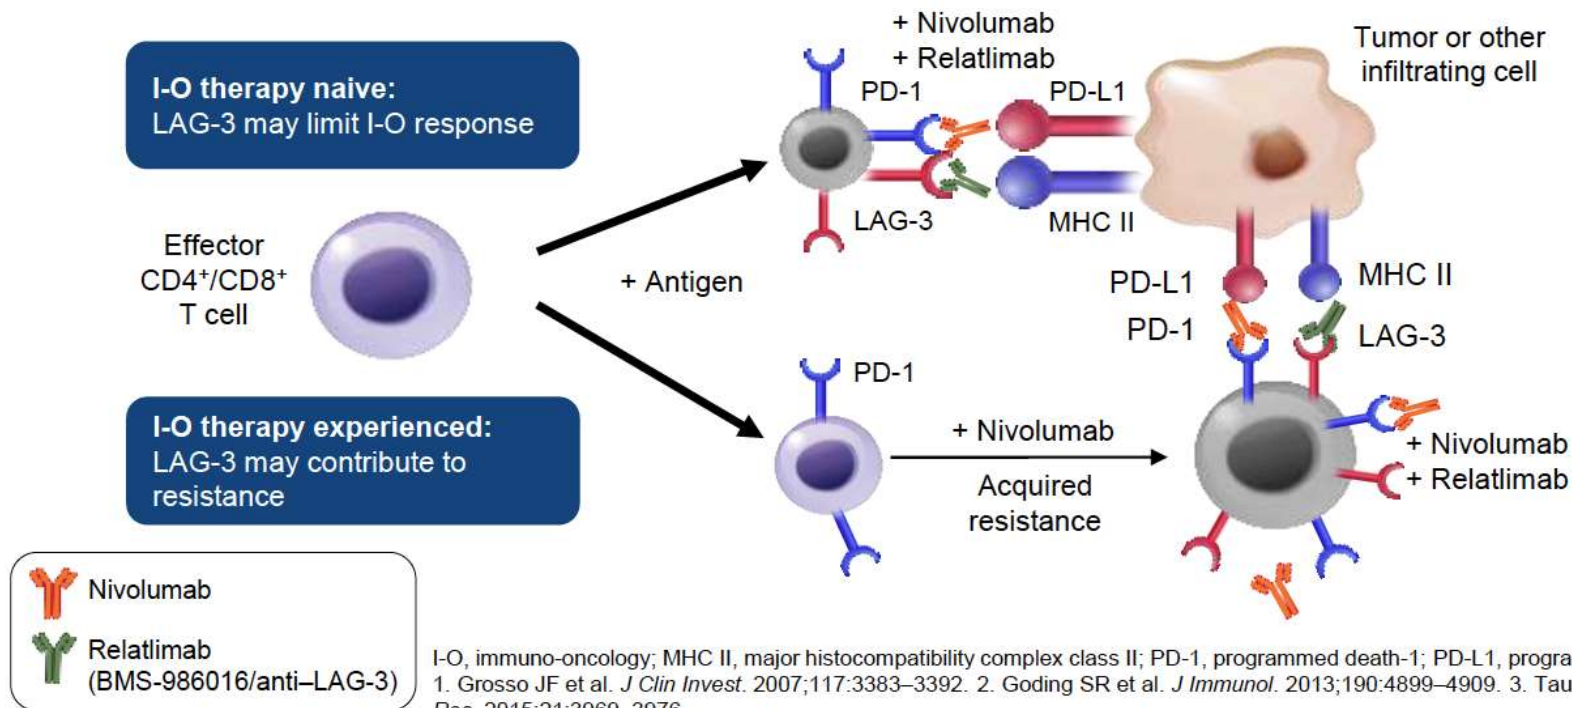 I-O therapy naive:
LAG-3 may limit I-O response
+ Nivolumab
+ Relatlimab
PD-1
PD-L1
LAG-3
MHC II
Tumor or other
infiltrating cell
Effector
CD4⁺/CD8⁺
T cell
+ Antigen
PD-L1
MHC II
PD-1
LAG-3
I-O therapy experienced:
LAG-3 may contribute to
resistance
PD-1
+ Nivolumab
Acquired
resistance
+ Nivolumab
+ Relatlimab
Nivolumab
Relatlimab
(BMS-986016/anti–LAG-3)
I-O, immuno-oncology; MHC II, major histocompatibility complex class II; PD-1, programmed death-1; PD-L1, progra
1. Grosso JF et al. J Clin Invest. 2007;117:3383–3392. 2. Goding SR et al. J Immunol. 2013;190:4899–4909. 3. Tau